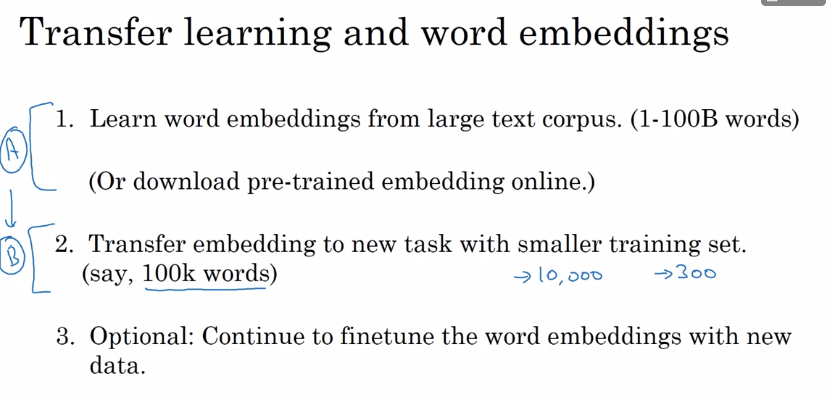 Transfer learning and word embeddings
1. Learn word embeddings from large text corpus. (1-100B words)
A
(Or download pre-trained embedding online.)
2. Transfer embedding to new task with smaller training set.
B
(say, 100k words) →10,000 →300
3. Optional: Continue to finetune the word embeddings with new
data.